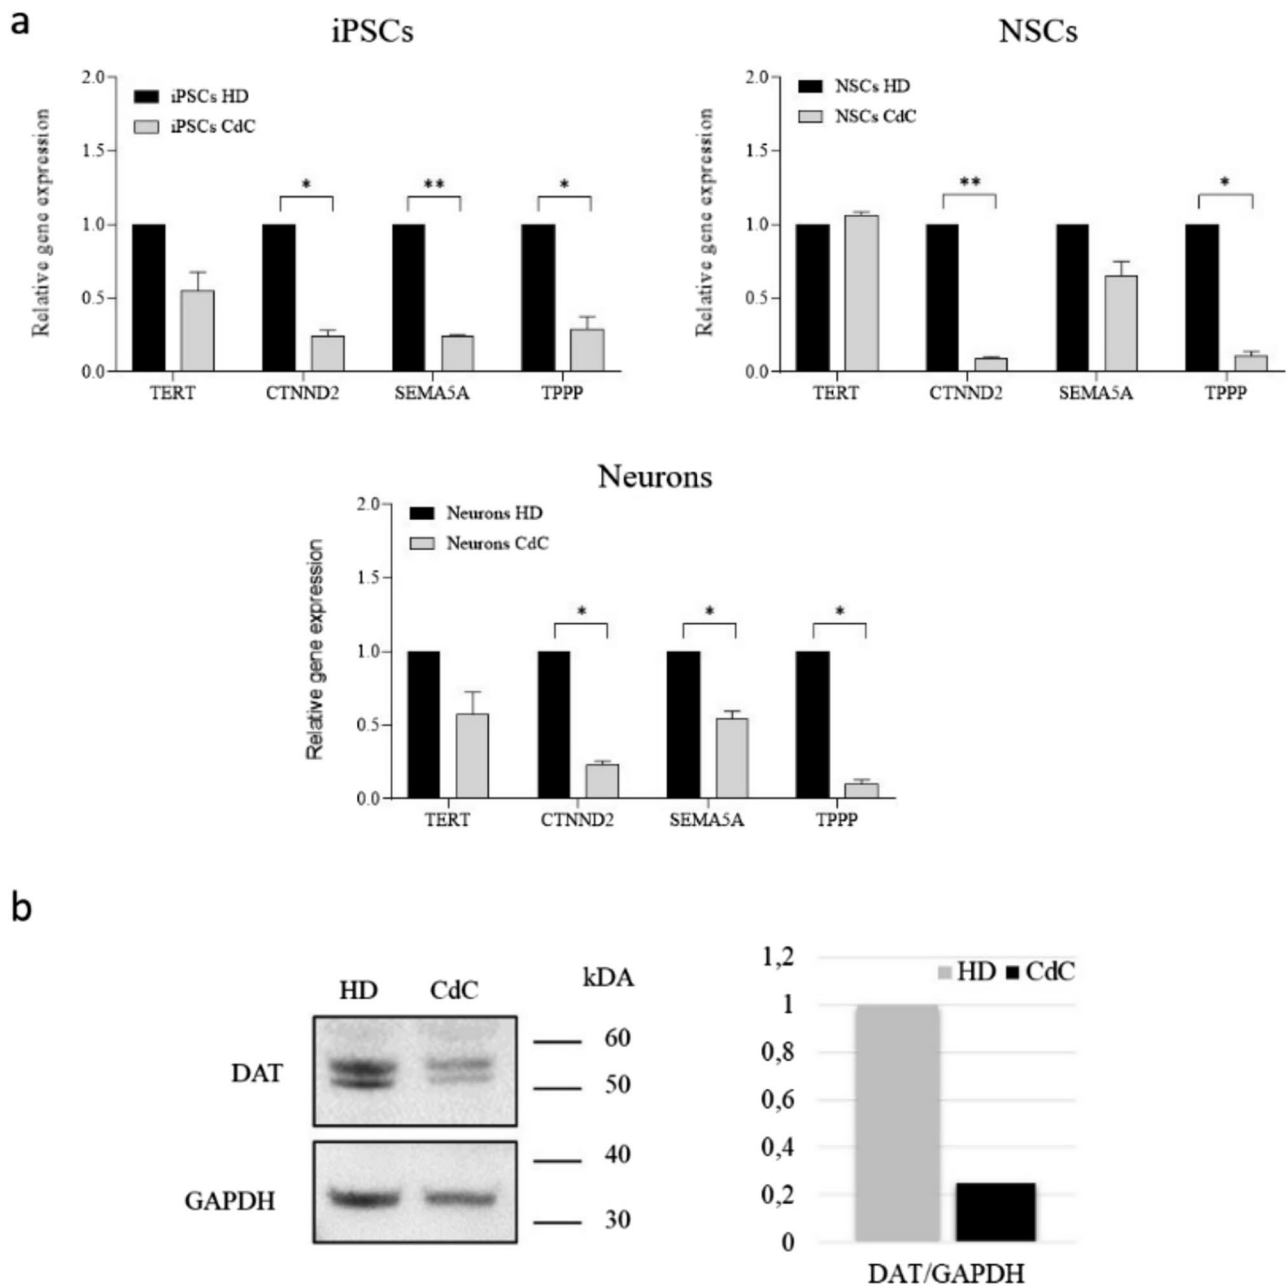 a
iPSCs
2.0
1.5
1.0
0.5
0.0
Relative gene expression
iPSCs HD
iPSCs CdC
*
**
*
TERT
CTNND2
SEMA5A
TPPP
NSCs
2.0
1.5
1.0
0.5
0.0
Relative gene expression
NSCs HD
NSCs CdC
**
*
TERT
CTNND2
SEMA5A
TPPP
Neurons
2.0
1.5
1.0
0.5
0.0
Relative gene expression
Neurons HD
Neurons CdC
*
*
*
TERT
CTNND2
SEMA5A
TPPP
b
HD
CdC
kDA
DAT
60
50
GAPDH
40
30
1,2
1
0,8
0,6
0,4
0,2
0
HD
CdC
DAT/GAPDH